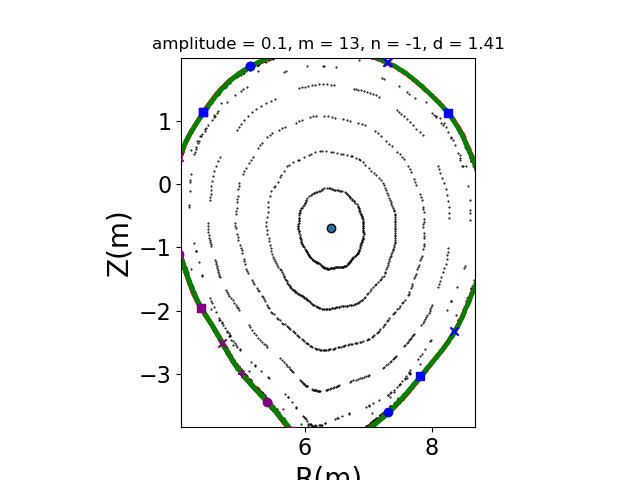 amplitude = 0.1, m = 13, n = -1, d = 1.41
1
0
−1
−2
−3
Z(m)
6 8
R(m)